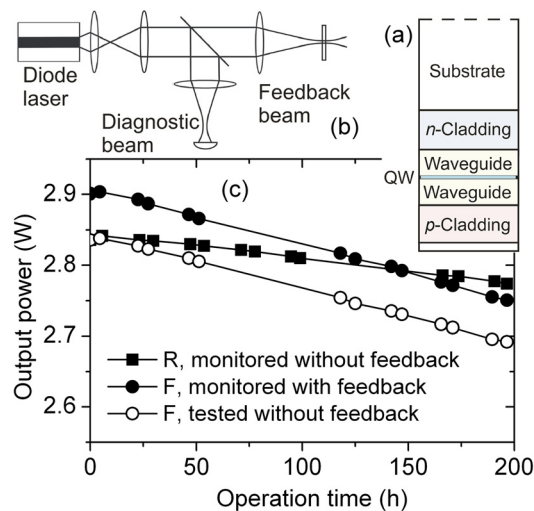 (a)
Diode
laser
Diagnostic
beam
Feedback
beam
(b)
Substrate
n-Cladding
Waveguide
QW
Waveguide
p-Cladding
(c)
Output power (W)
2.9
2.8
2.7
2.6
R, monitored without feedback
F, monitored with feedback
F, tested without feedback
0 50 100 150 200
Operation time (h)